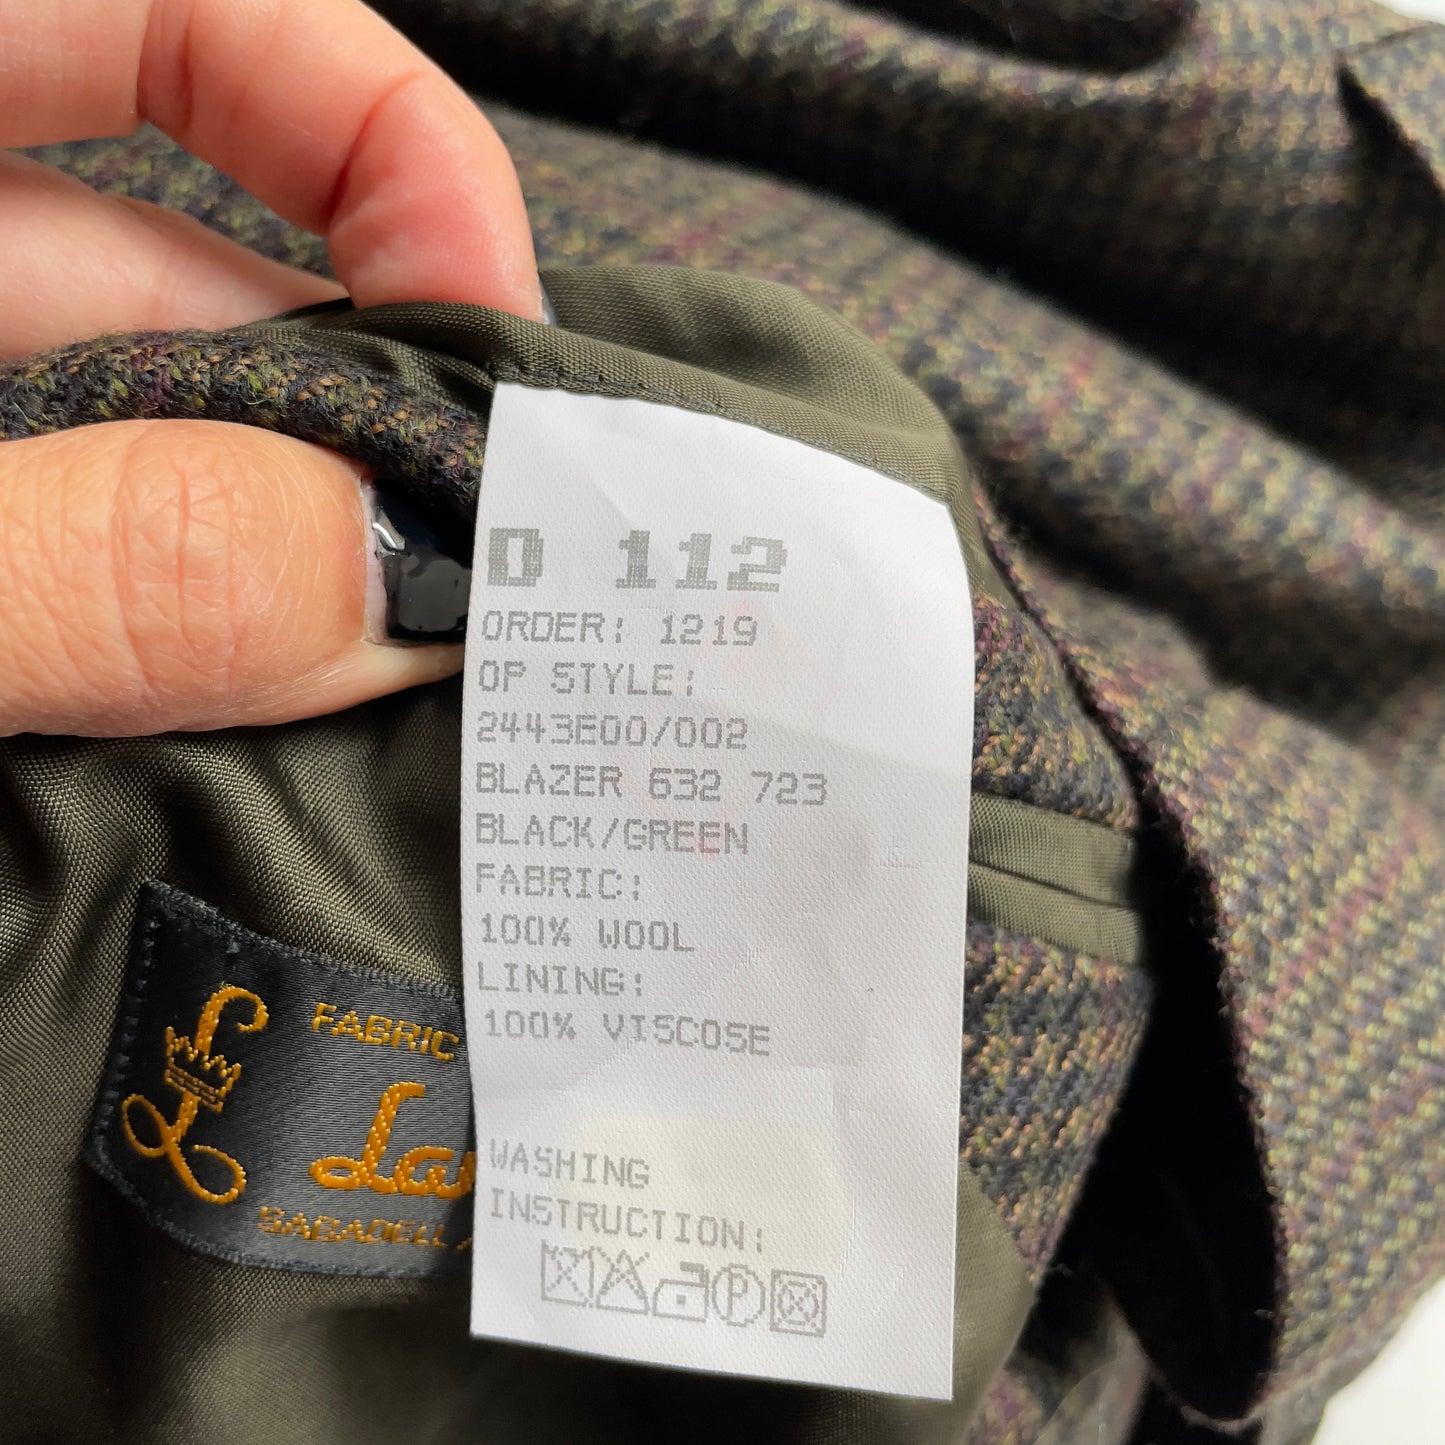 D 112
ORDER: 1219
OP STYLE:
2443E00/002
BLAZER 632 723
BLACK/GREEN
FABRIC:
100% WOOL
LINING:
100% VISCOSE
WASHING
INSTRUCTION:
P
FABRIC
SABADELL